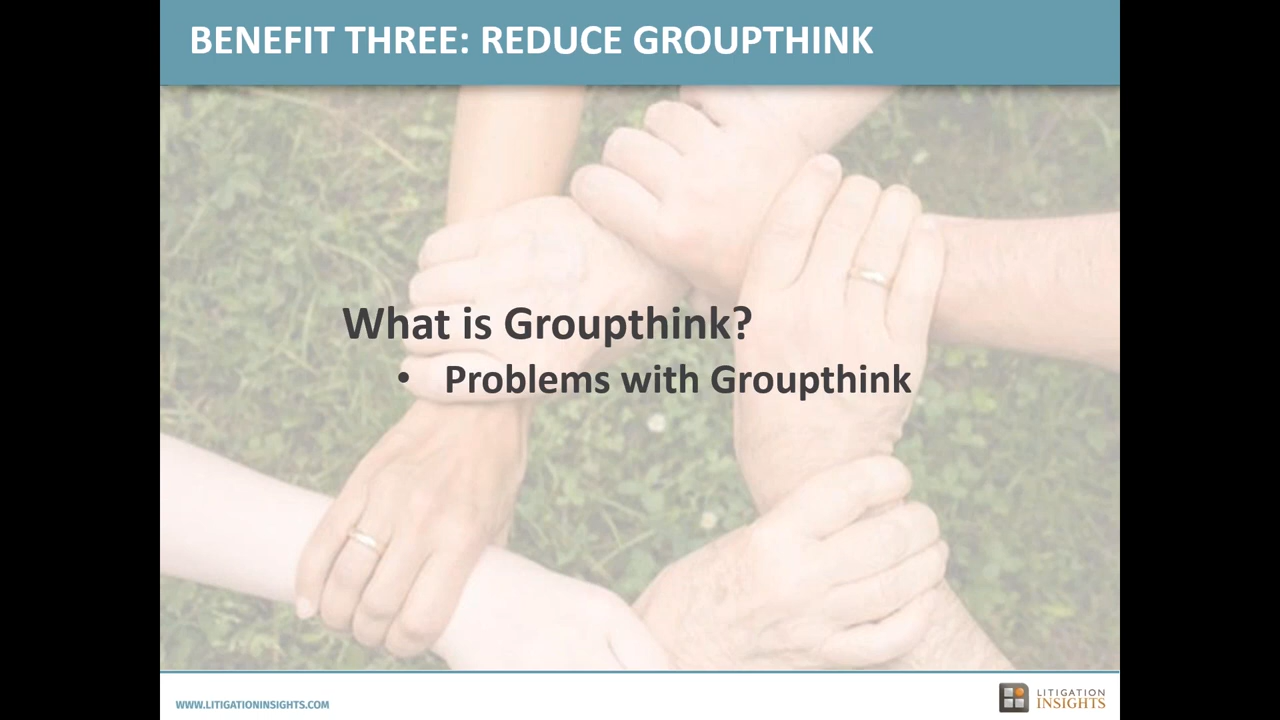 BENEFIT THREE: REDUCE GROUPTHINK
What is Groupthink?
• Problems with Groupthink
WWW.LITIGATIONINSIGHTS.COM
LITIGATION
INSIGHTS